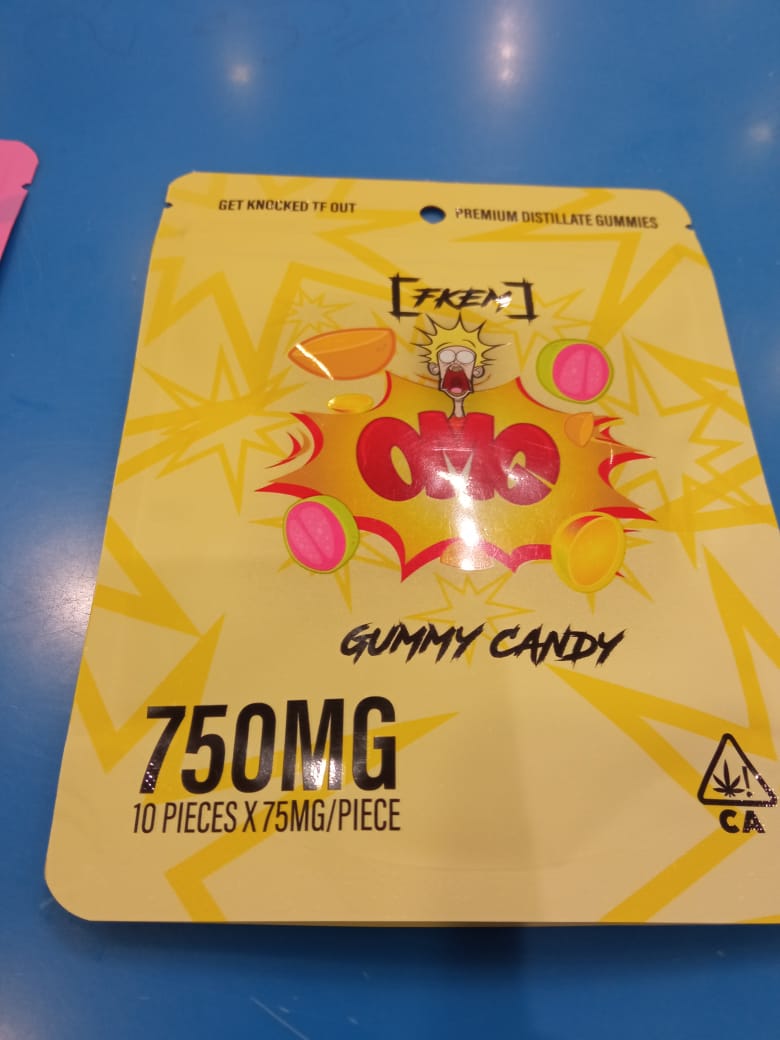 GET KNOCKED TF OUT
PREMIUM DISTILLATE GUMMIES
[FKEM]
OMG
GUMMY CANDY
750MG
10 PIECES X 75MG/PIECE
!
CA